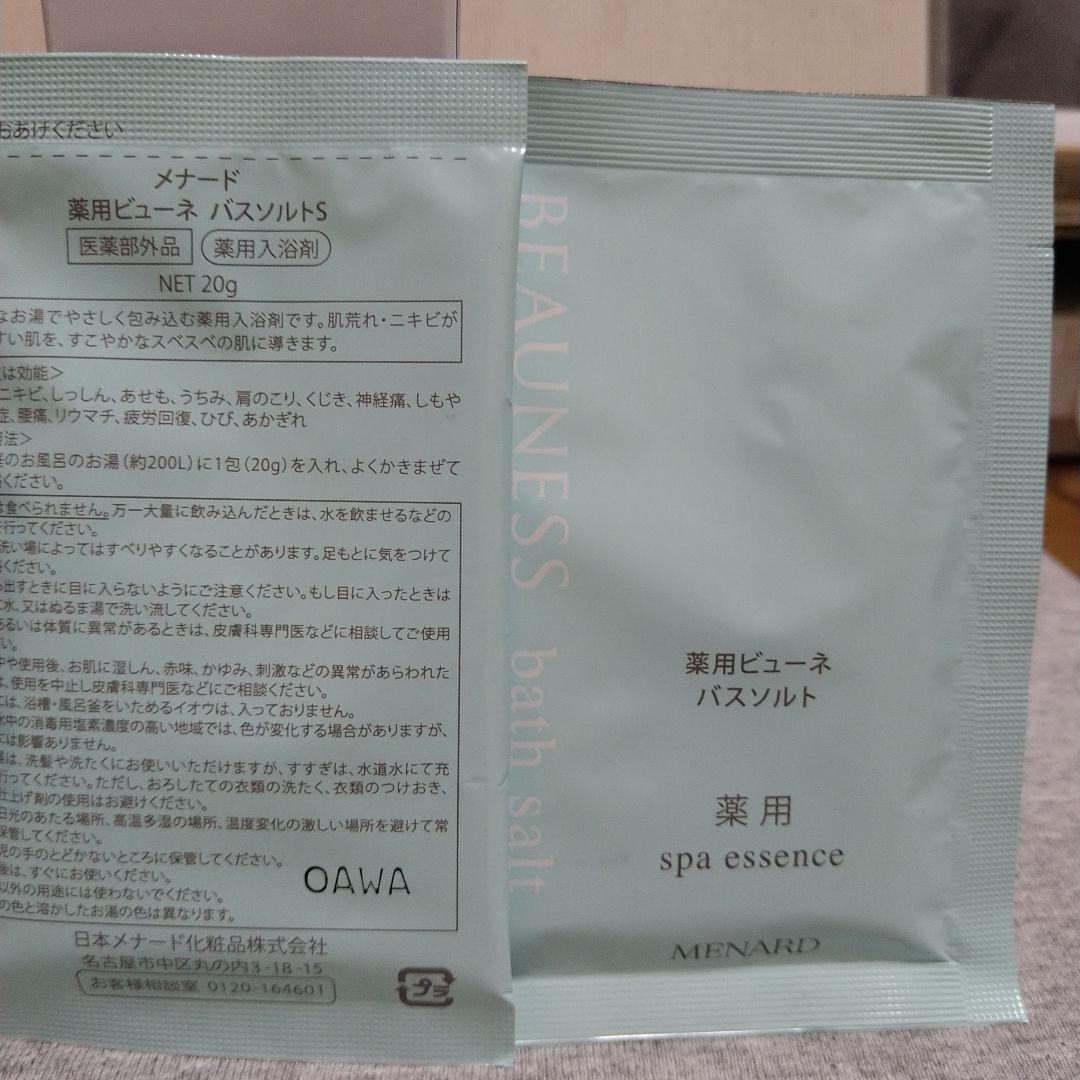 おあけください
メナード
薬用ビューネ バスソルトS
医薬部外品 薬用入浴剤
NET 20g
なお湯でやさしく包み込む薬用入浴剤です。肌荒れ・ニキビが
すい肌を、すこやかなスベスベの肌に導きます。
は効能＞
ニキビ、しっしん、あせも、うちみ、肩のこり、くじき、神経痛、しもや
症、腰痛、リウマチ、疲労回復、ひび、あかぎれ
法＞
のお風呂のお湯（約200L）に1包（20g）を入れ、よくかきまぜて
ください。
は食べられません。万一大量に飲み込んだときは、水を飲ませるなどの
行ってください。
洗い場によってはすべりやすくなることがあります。足もとに気をつけて
ください。
出すときに目に入らないようにご注意ください。もし目に入ったときは
水、又はぬるま湯で洗い流してください。
あるいは体質に異常があるときは、皮膚科専門医などに相談してご使用
い。
中や使用後、お肌に湿しん、赤味、かゆみ、刺激などの異常があらわれた
は、使用を中止し皮膚科専門医などにご相談ください。
には、浴槽・風呂釜をいためるイオウは、入っておりません。
水中の消毒用塩素濃度の高い地域では、色が変化する場合がありますが、
には影響ありません。
湯は、洗髪や洗たくにお使いいただけますが、すすぎは、水道水にて充
行ってください。ただし、おろしたての衣類の洗たく、衣類のつけおき、
仕上げ剤の使用はお避けください。
日光のあたる場所、高温多湿の場所、温度変化の激しい場所を避けて常
保管してください。
児の手のとどかないところに保管してください。
後は、すぐにお使いください。
以外の用途には使わないでください。
の色と溶かしたお湯の色は異なります。
OAWA
日本メナード化粧品株式会社
名古屋市中区丸の内3-18-15
お客様相談室 0120-164601
プラ
BEAUNESS bath salt
薬用ビューネ
バスソルト
薬用
spa essence
MENARD